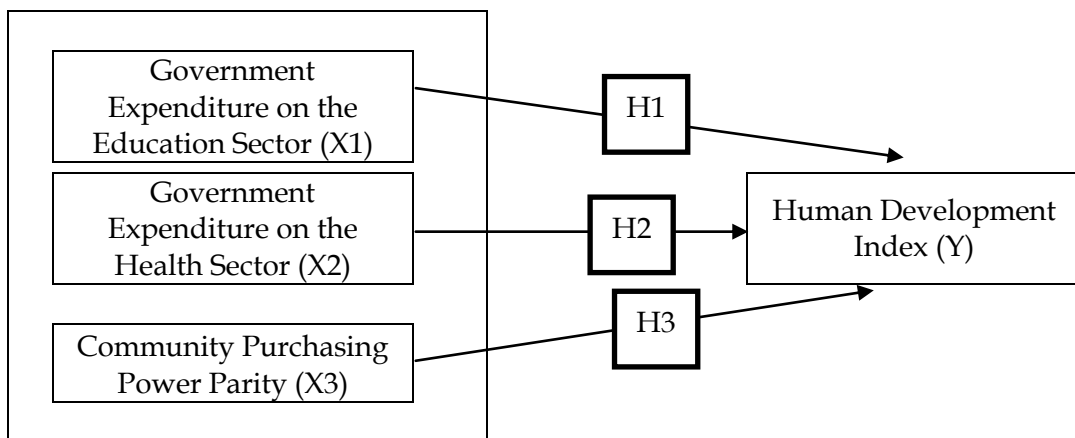 Government
Expenditure on the
Education Sector (X1)
Government
Expenditure on the
Health Sector (X2)
Community Purchasing
Power Parity (X3)
H1
H2
H3
Human Development
Index (Y)